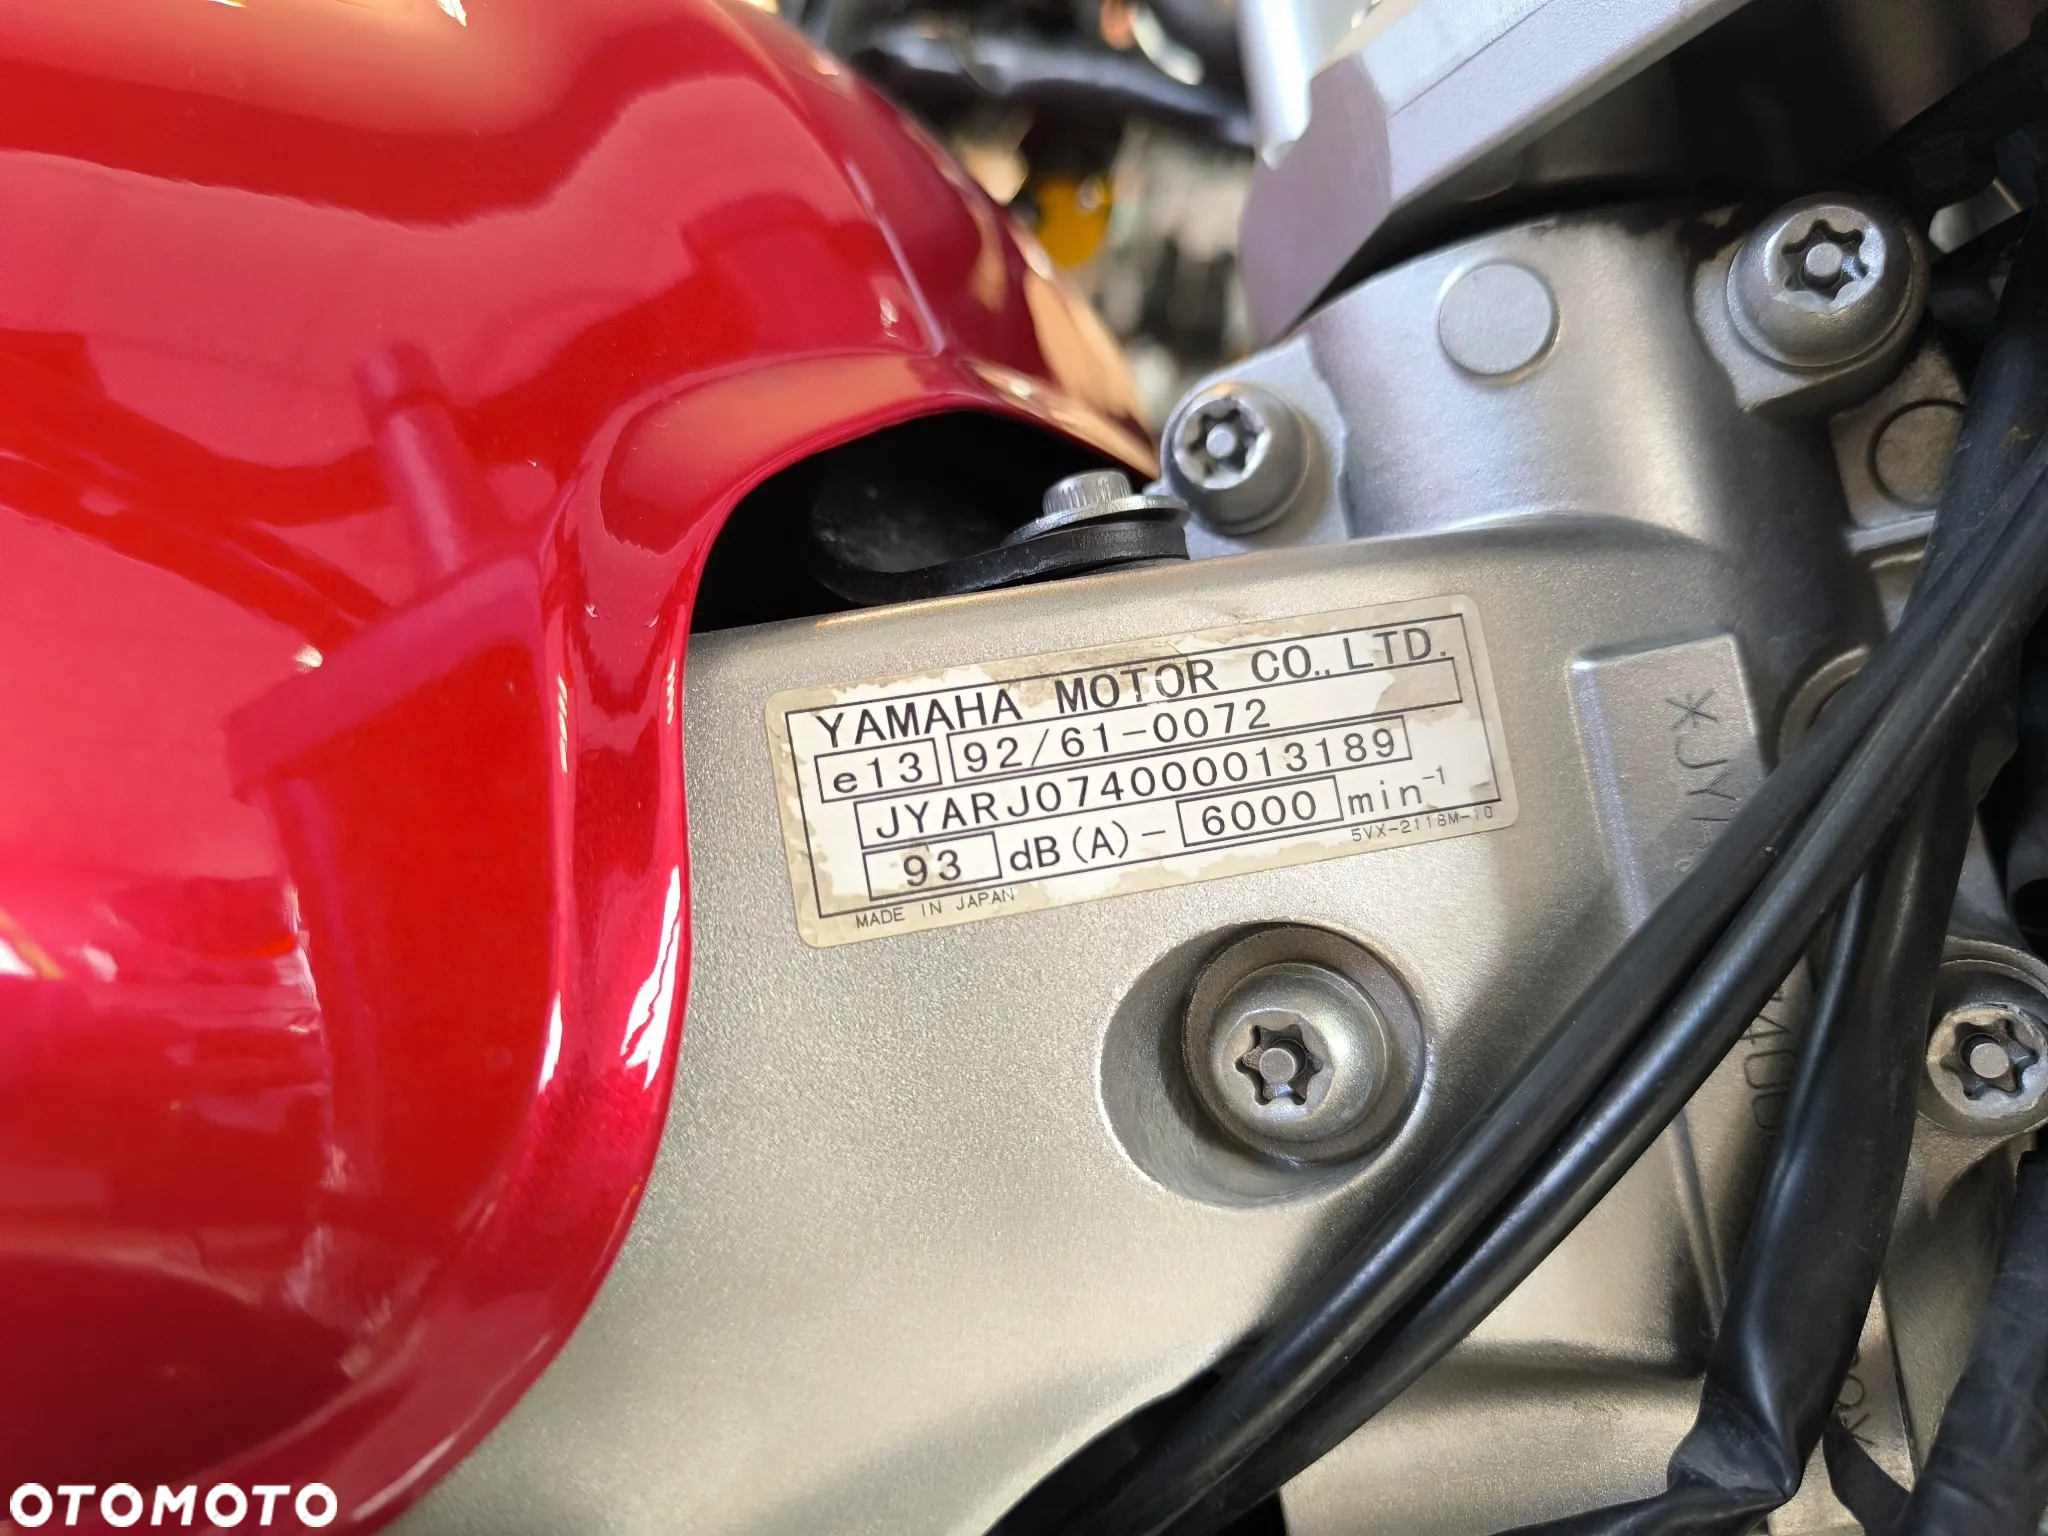 YAMAHA MOTOR CO., LTD.
e13 92/61-0072
JYARJ074000013189
93 dB(A) - 6000 min⁻¹
5VX-2118M-10
MADE IN JAPAN
*JYA
OTOMOTO